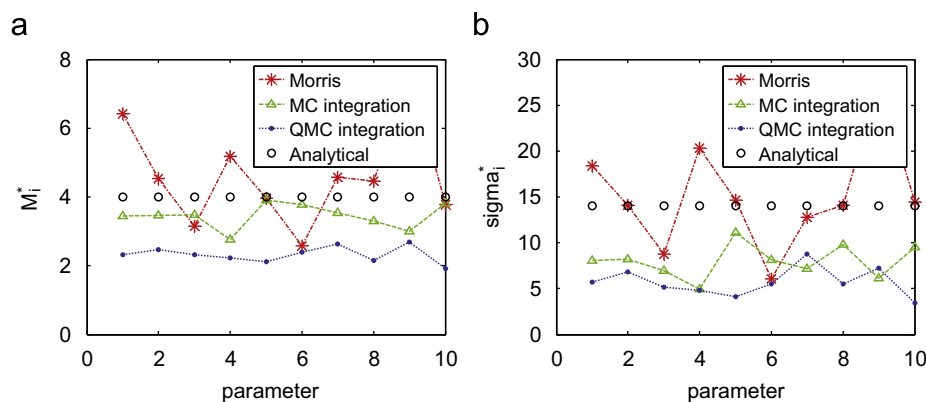 a
8
6
4
2
0
0 2 4 6 8 10
M_i^*
parameter
Morris
MC integration
QMC integration
Analytical
b
30
25
20
15
10
5
0
0 2 4 6 8 10
sigma_i^*
parameter
Morris
MC integration
QMC integration
Analytical